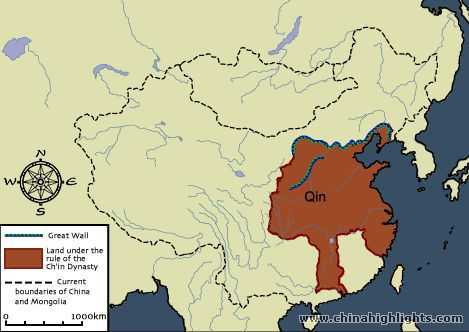 Qin
N
W
E
S
Great Wall
Land under the
rule of the
Ch'in Dynasty
Current
boundaries of China
and Mongolia
0
1000km
www.chinahighlights.com